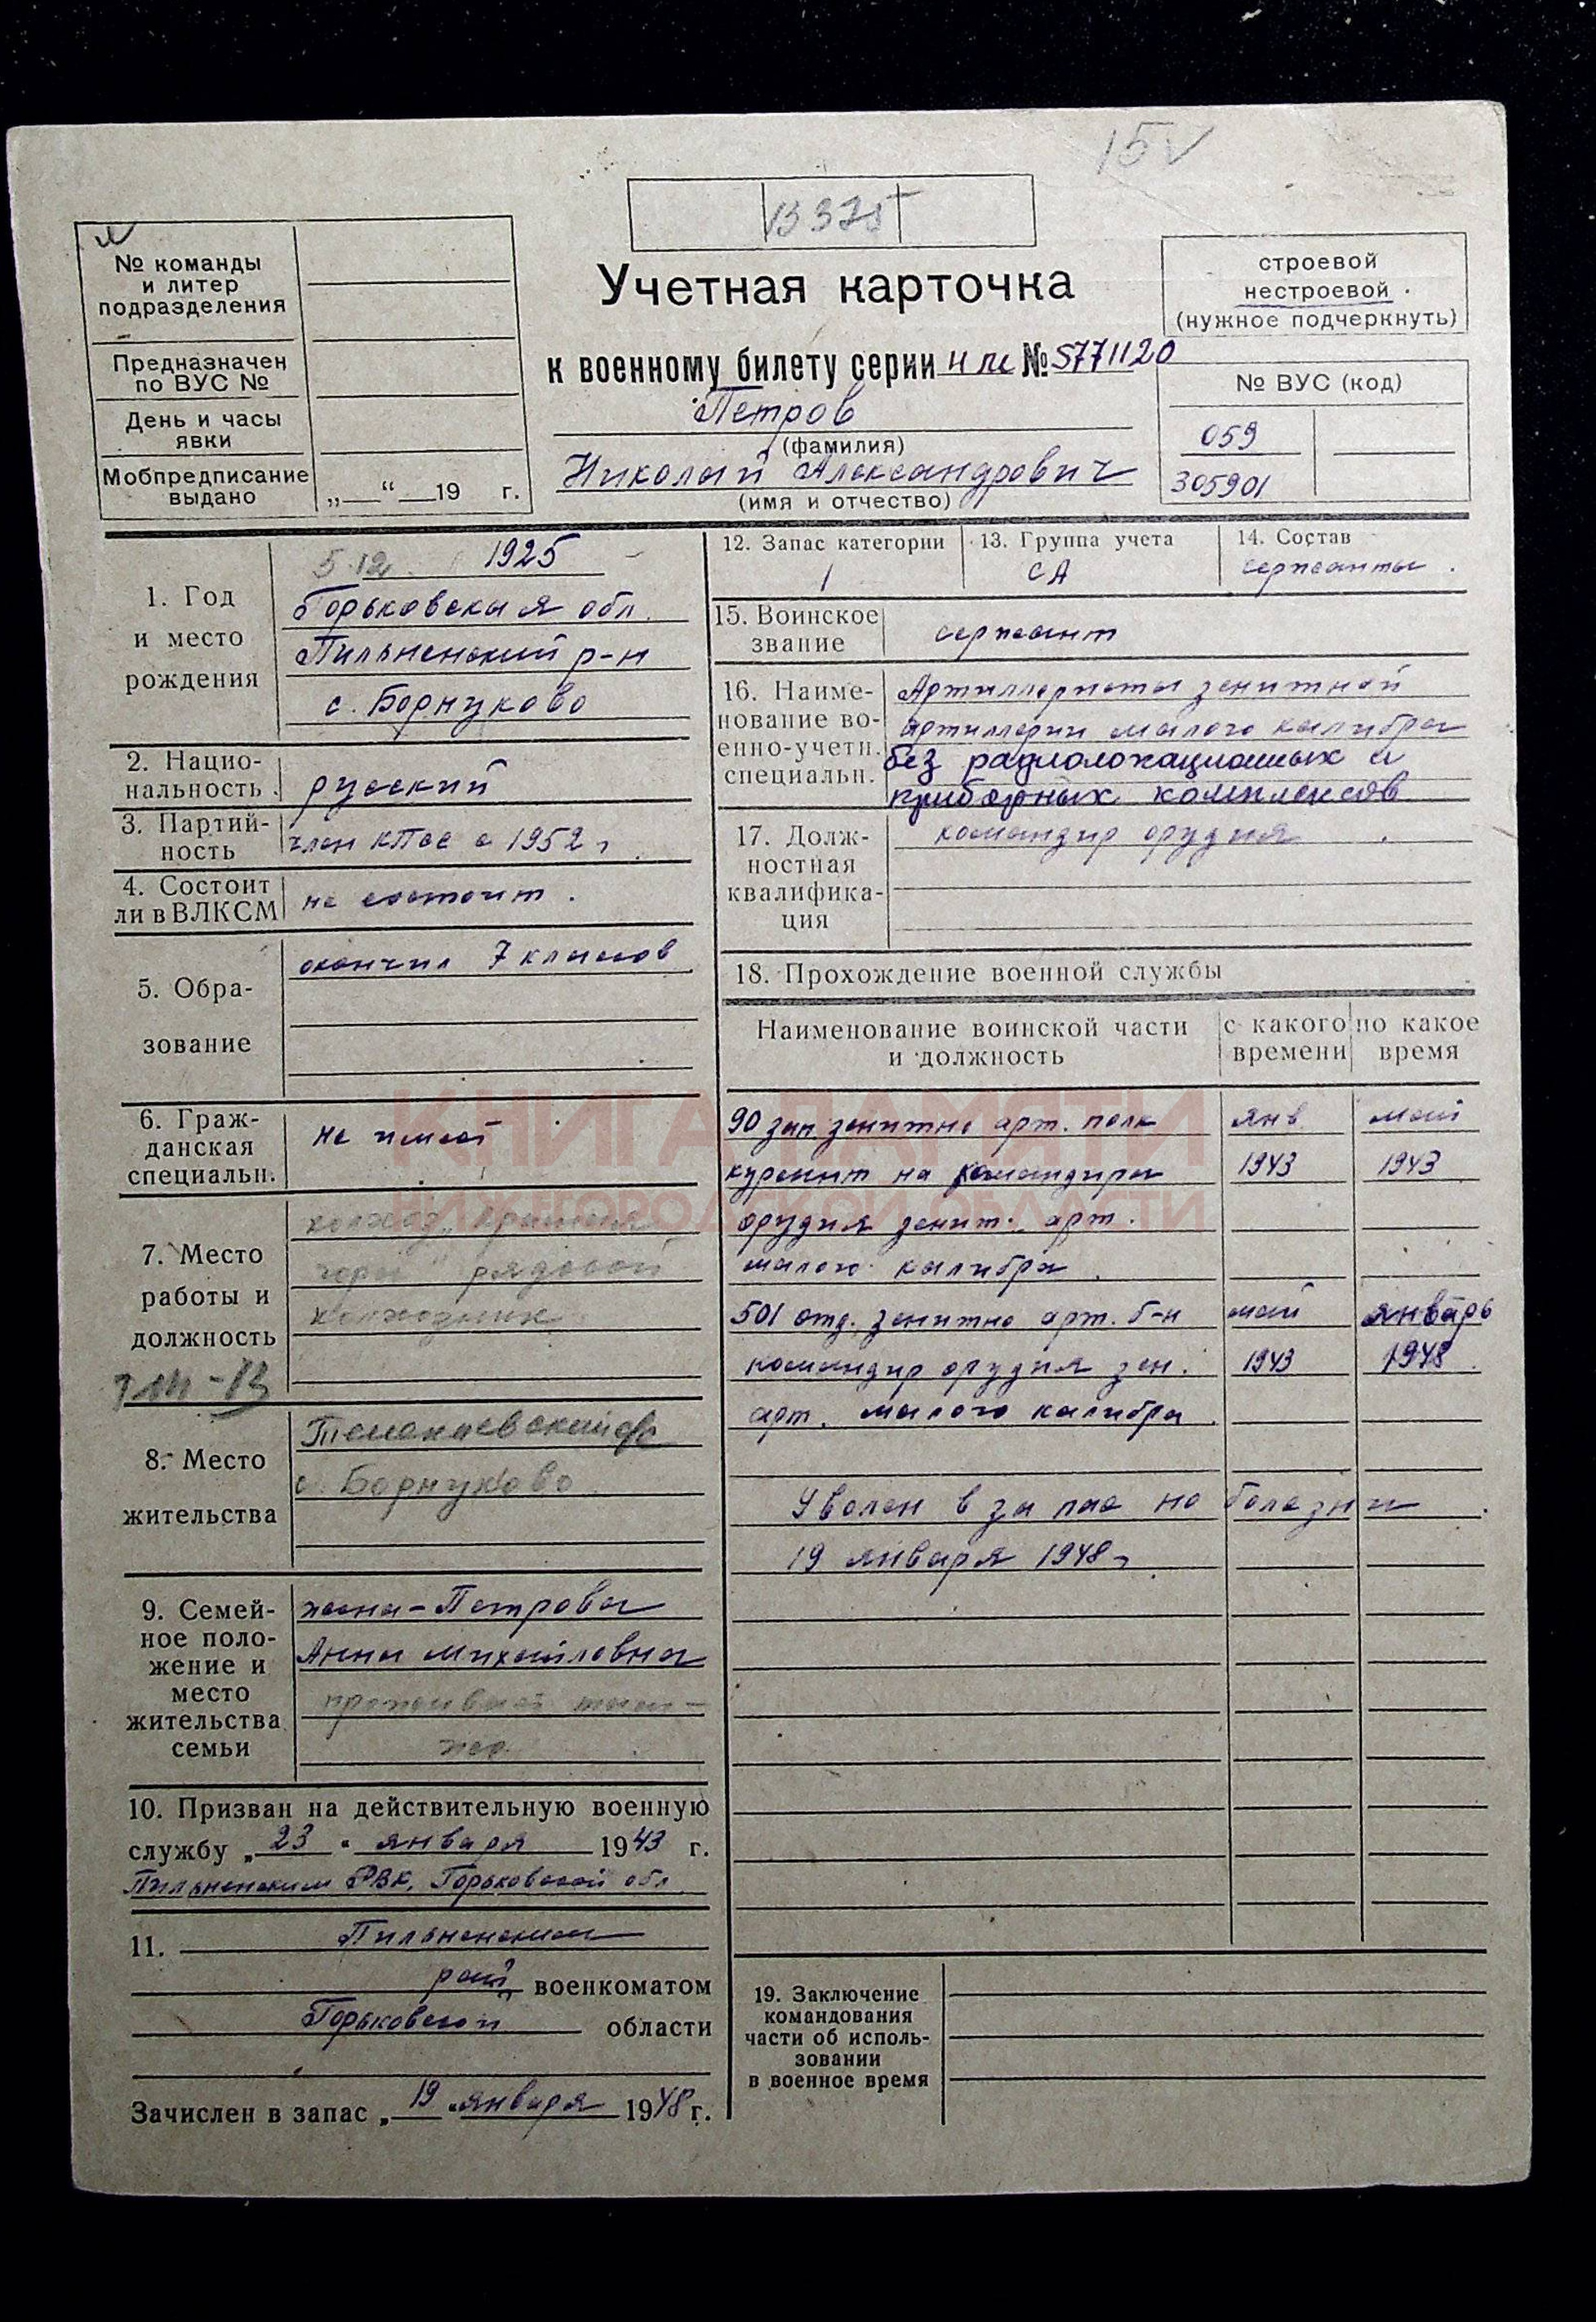 15 V
В 375
№ команды
и литер
подразделения
Предназначен
по ВУС №
День и часы
явки
Мобпредписание
выдано
„ “ 19 г.
Учетная карточка
к военному билету серии № 5771120
Петров
(фамилия)
Николай Александрович
(имя и отчество)
строевой
нестроевой
(нужное подчеркнуть)
№ ВУС (код)
059
305901
1. Год
и место
рождения
5.12. 1925
Горьковская обл.
Пильненский р-н
с. Борнуково
2. Нацио-
нальность
русский
3. Партий-
ность
член КПСС с 1952 г.
4. Состоит
ли в ВЛКСМ
не состоит.
5. Обра-
зование
окончил 7 классов
6. Граж-
данская
специальн.
не имеет
7. Место
работы и
должность
колхоз „Красная
гора" рядовой
колхозник
8. Место
жительства
с. Борнуково
9. Семей-
ное поло-
жение и
место
жительства
семьи
жена - Петрова
Анна Михайловна
проживает там-
же.
10. Призван на действительную военную
службу „23“ января 1943 г.
Пильненским РВК, Горьковской обл.
11. Пильненским
рай военкоматом
Горьковской области
Зачислен в запас „19“ января 1948 г.
12. Запас категории
1
13. Группа учета
СА
14. Состав
сержанты.
15. Воинское
звание
сержант
16. Наиме-
нование во-
енно-учетн.
специальн.
Артиллеристы зенитной
артиллерии малого калибра
без радиолокационных и
приборных комплексов
17. Долж-
ностная
квалифика-
ция
командир орудия
18. Прохождение военной службы
Наименование воинской части
и должность
с какого
времени
по какое
время
90 зап. зенитно арт. полк янв. май
курсант на командира 1943 1943
орудия зенит. арт.
малого калибра.
501 отд. зенитно арт. б-н май январь
командир орудия зен. 1943 1948
арт. малого калибра.
Уволен в запас по болезни
19 января 1948 г.
19. Заключение
командования
части об исполь-
зовании
в военное время
КНИГА ПАМЯТИ
НИЖЕГОРОДСКОЙ ОБЛАСТИ